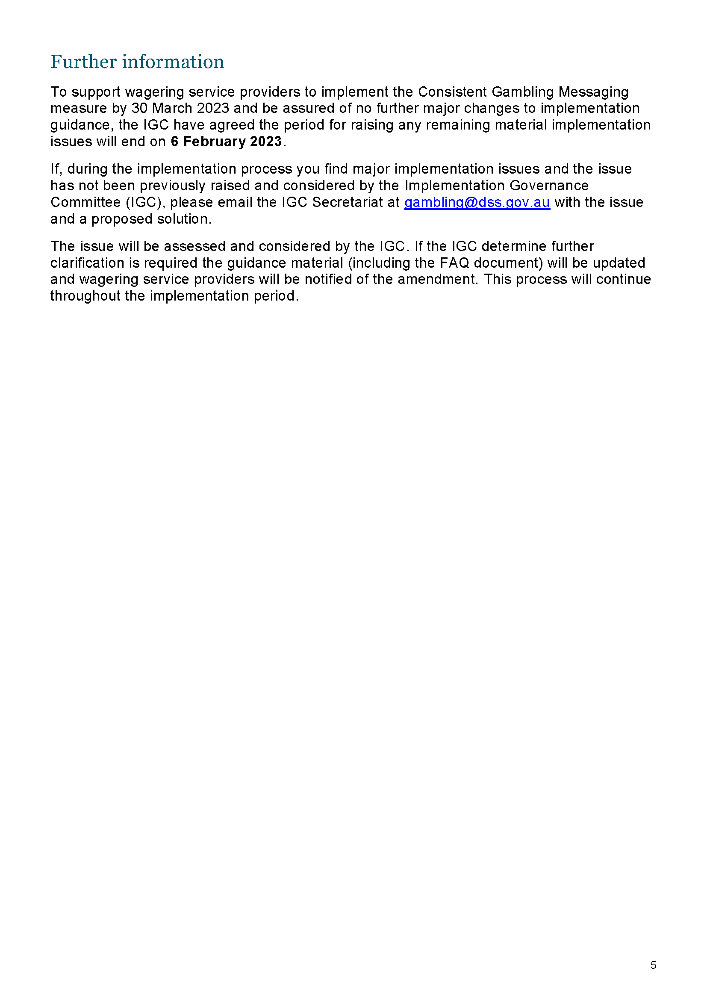 Further information
To support wagering service providers to implement the Consistent Gambling Messaging
measure by 30 March 2023 and be assured of no further major changes to implementation
guidance, the IGC have agreed the period for raising any remaining material implementation
issues will end on 6 February 2023.
If, during the implementation process you find major implementation issues and the issue
has not been previously raised and considered by the Implementation Governance
Committee (IGC), please email the IGC Secretariat at gambling@dss.gov.au with the issue
and a proposed solution.
The issue will be assessed and considered by the IGC. If the IGC determine further
clarification is required the guidance material (including the FAQ document) will be updated
and wagering service providers will be notified of the amendment. This process will continue
throughout the implementation period.
5